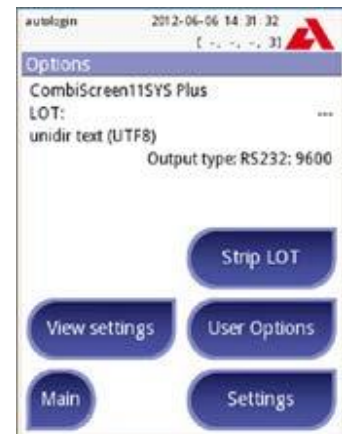 autologin 2012-06-06 14 31 32
[ -, -, -, 3]
Options
CombiScreen11SYS Plus
LOT: ---
unidir text (UTF8)
Output type: RS232: 9600
Strip LOT
View settings User Options
Main Settings